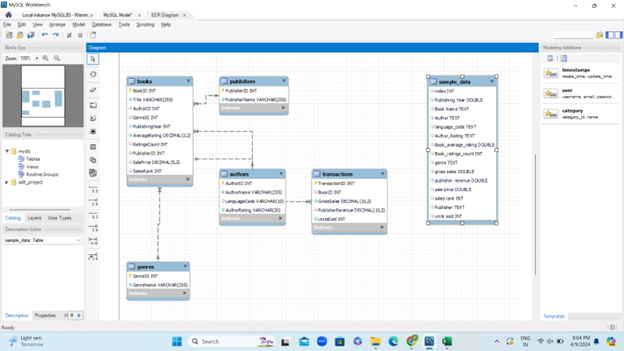 MySQL Workbench
Local instance MySQL80 - Warnin...
MySQL Model*
EER Diagram
File Edit View Arrange Model Database Tools Scripting Help
Bird's Eye
Zoom: 100%
Diagram
Modeling Additions
books
BookID INT
Title VARCHAR(255)
AuthorID INT
GenreID INT
PublishingYear INT
AverageRating DECIMAL(3,2)
RatingsCount INT
PublisherID INT
SalePrice DECIMAL(5,2)
SalesRank INT
Indexes
publishers
PublisherID INT
PublisherName VARCHAR(255)
Indexes
authors
AuthorID INT
AuthorName VARCHAR(255)
LanguageCode VARCHAR(10)
AuthorRating VARCHAR(20)
Indexes
transactions
TransactionID INT
BookID INT
GrossSales DECIMAL(10,2)
PublisherRevenue DECIMAL(10,2)
UnitsSold INT
Indexes
genres
GenreID INT
GenreName VARCHAR(255)
Indexes
sample_data
index INT
Publishing Year DOUBLE
Book Name TEXT
Author TEXT
language_code TEXT
Author_Rating TEXT
Book_average_rating DOUBLE
Book_ratings_count INT
genre TEXT
gross sales DOUBLE
publisher revenue DOUBLE
sale price DOUBLE
sales rank INT
Publisher TEXT
units sold INT
timestamps
create_time, update_time
user
username, email, passwor...
category
category_id, name
Catalog Tree
mydb
Tables
Views
Routine Groups
adt_project
Catalog Layers User Types
Description Editor
sample_data: Table
Description Properties H
Templates
Ready
Light rain
Tomorrow
Search
ENG
IN
9:04 PM
4/9/2024